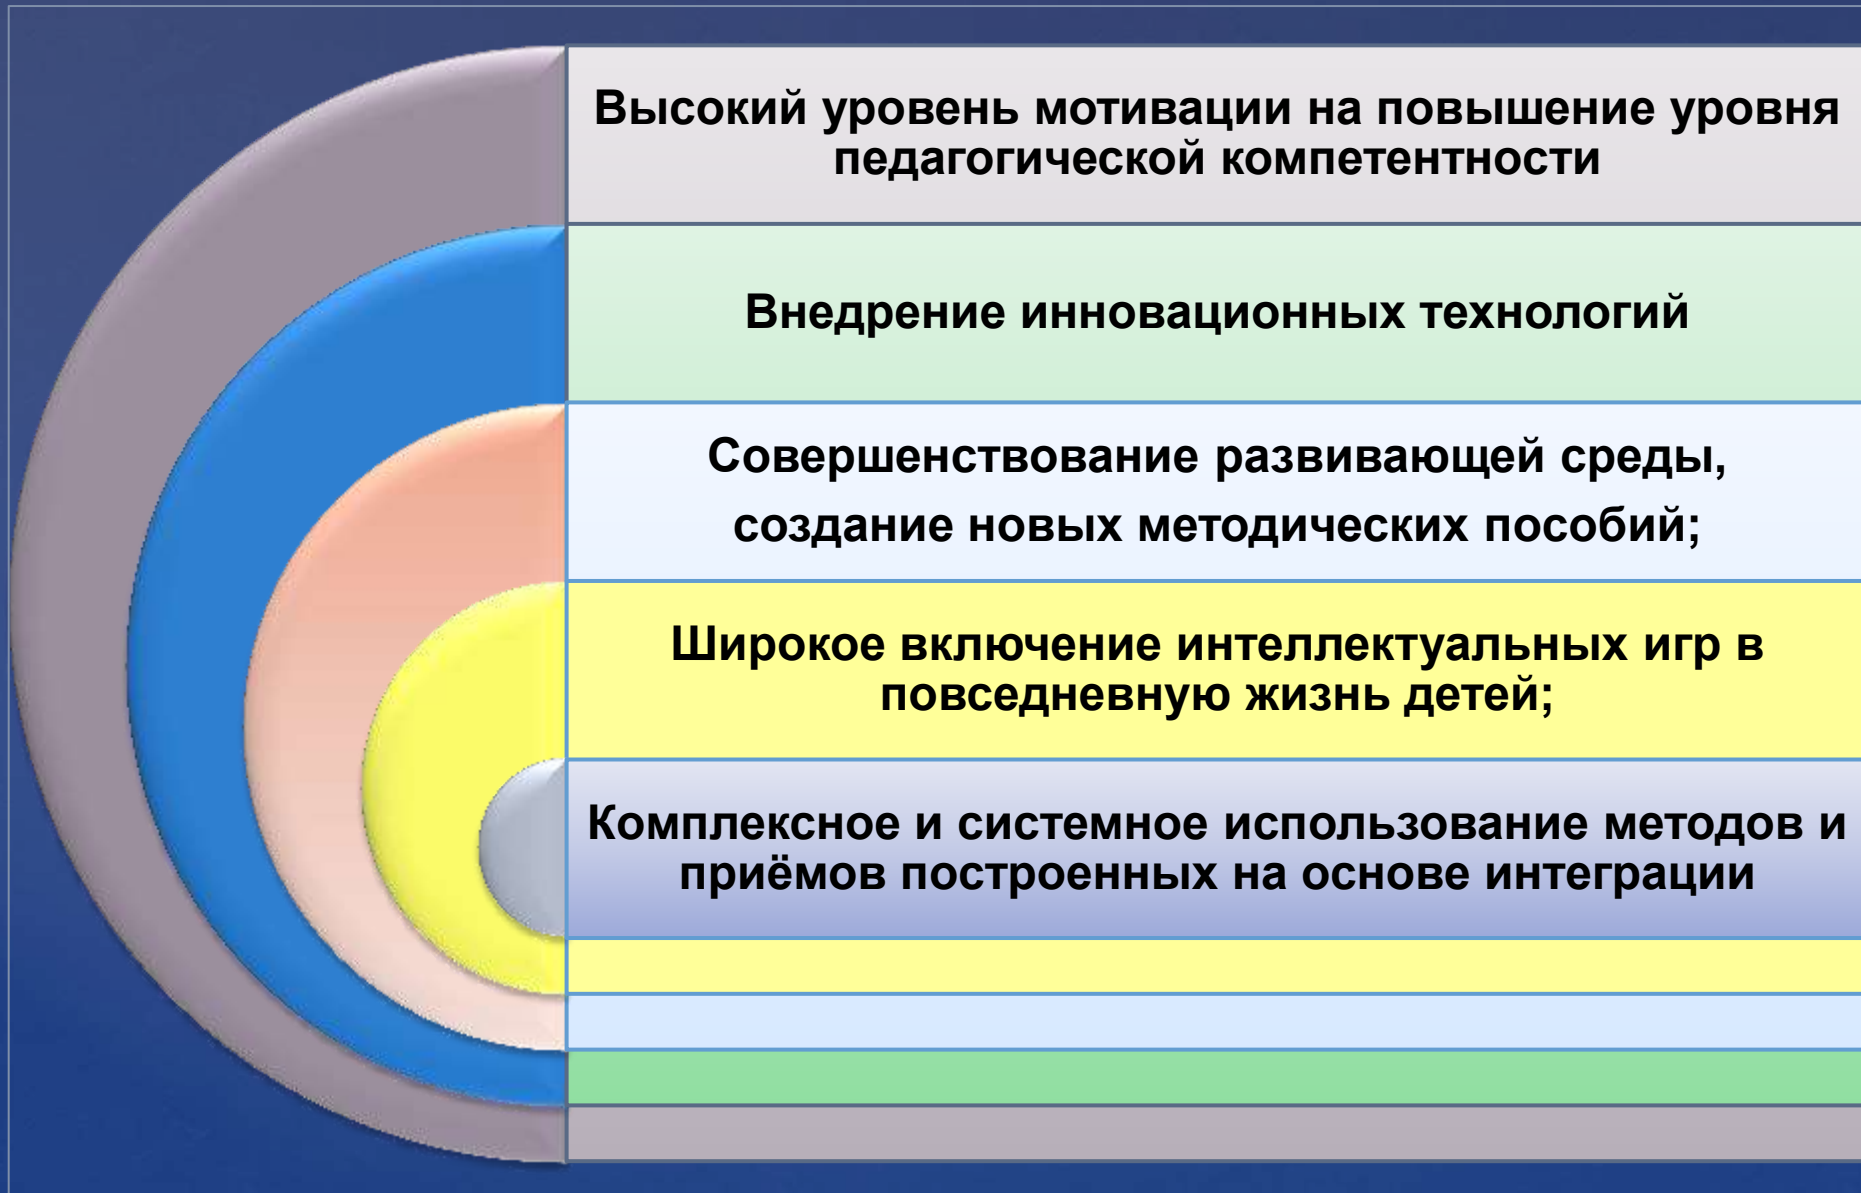 Высокий уровень мотивации на повышение уровня
педагогической компетентности
Внедрение инновационных технологий
Совершенствование развивающей среды,
создание новых методических пособий;
Широкое включение интеллектуальных игр в
повседневную жизнь детей;
Комплексное и системное использование методов и
приёмов построенных на основе интеграции